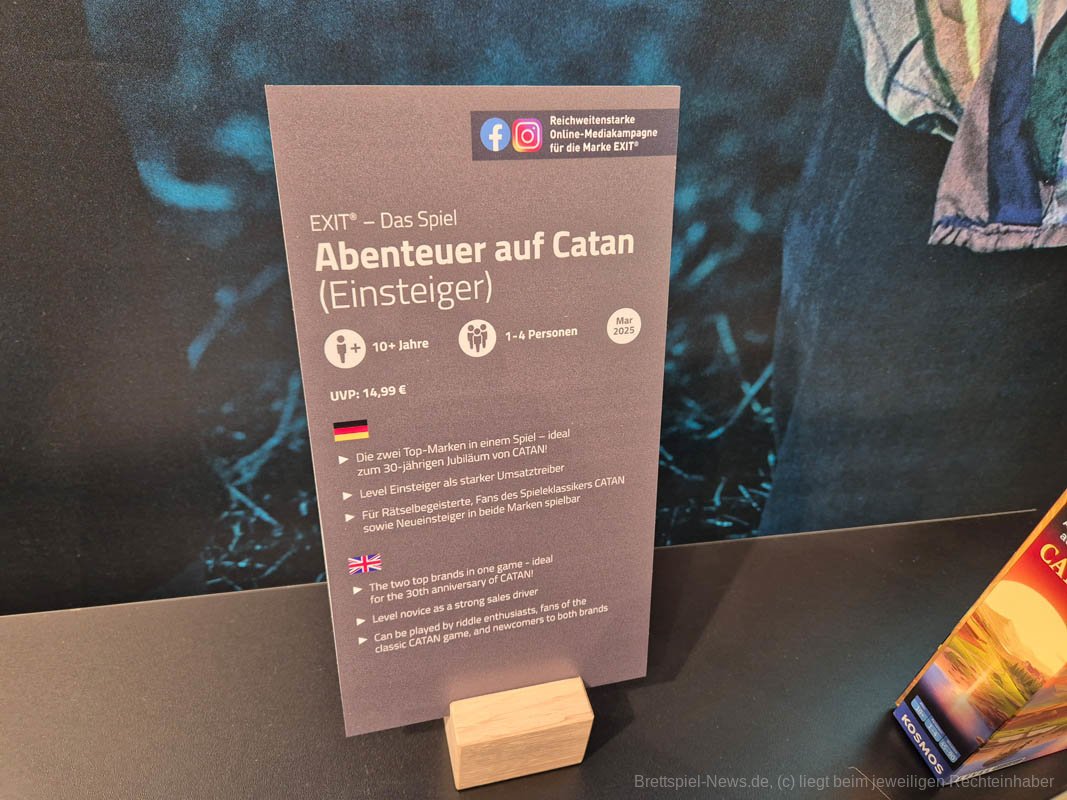 Reichweitenstarke
Online-Mediakampagne
für die Marke EXIT®
EXIT® – Das Spiel
Abenteuer auf Catan
(Einsteiger)
10+ Jahre
1-4 Personen
Mar
2025
UVP: 14,99 €
Die zwei Top-Marken in einem Spiel – ideal
zum 30-jährigen Jubiläum von CATAN!
Level Einsteiger als starker Umsatztreiber
Für Rätselbegeisterte, Fans des Spieleklassikers CATAN
sowie Neueinsteiger in beide Marken spielbar
The two top brands in one game - ideal
for the 30th anniversary of CATAN!
Level novice as a strong sales driver
Can be played by riddle enthusiasts, fans of the
classic CATAN game, and newcomers to both brands
KOSMOS
Brettspiel-News.de, (c) liegt beim jeweiligen Rechteinhaber